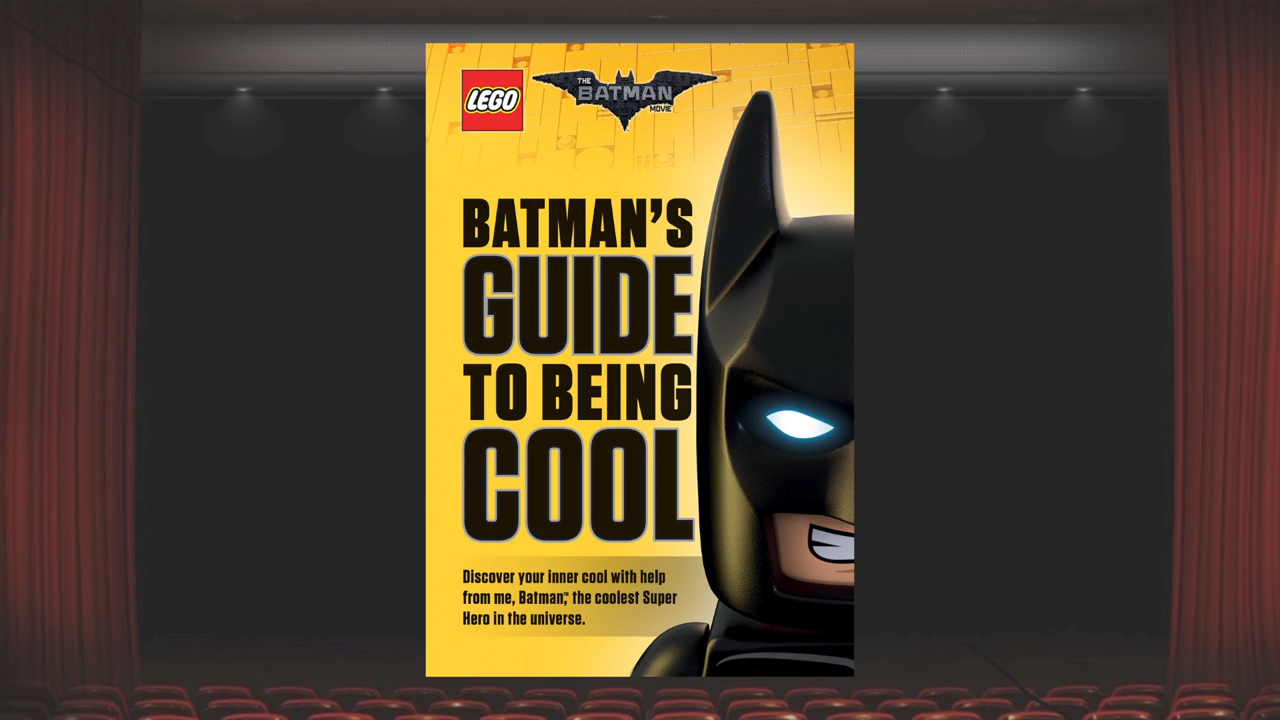 LEGO
THE
BATMAN
MOVIE
BATMAN'S
GUIDE
TO BEING
COOL
Discover your inner cool with help
from me, Batman,™ the coolest Super
Hero in the universe.